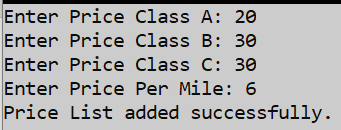 Enter Price Class A: 20
Enter Price Class B: 30
Enter Price Class C: 30
Enter Price Per Mile: 6
Price List added successfully.